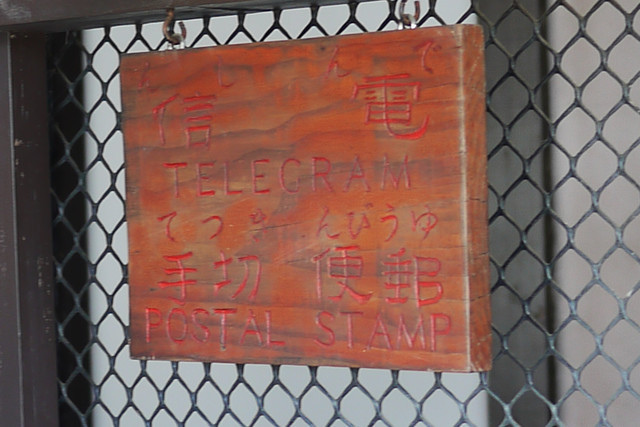 でんしん
電信
TELEGRAM
ゆうびん きつて
郵便 切手
POSTAL STAMP